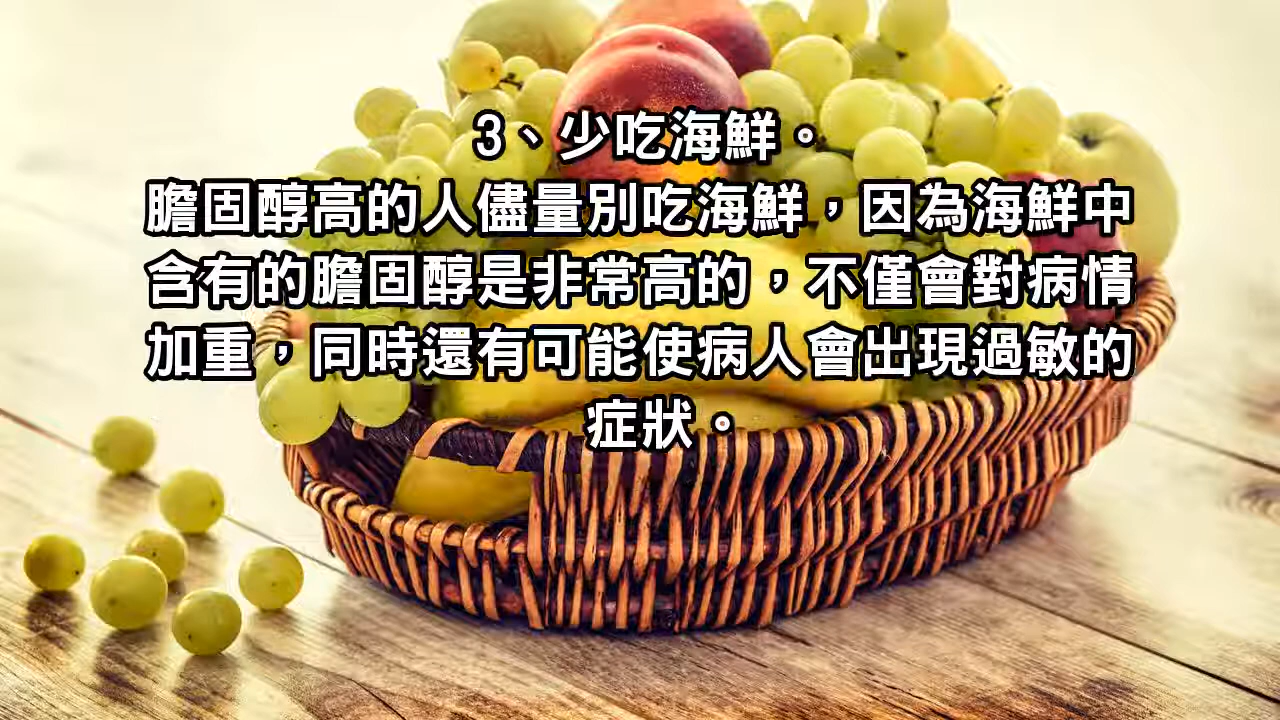 3、少吃海鮮。
膽固醇高的人儘量別吃海鮮，因為海鮮中
含有的膽固醇是非常高的，不僅會對病情
加重，同時還有可能使病人會出現過敏的
症狀。